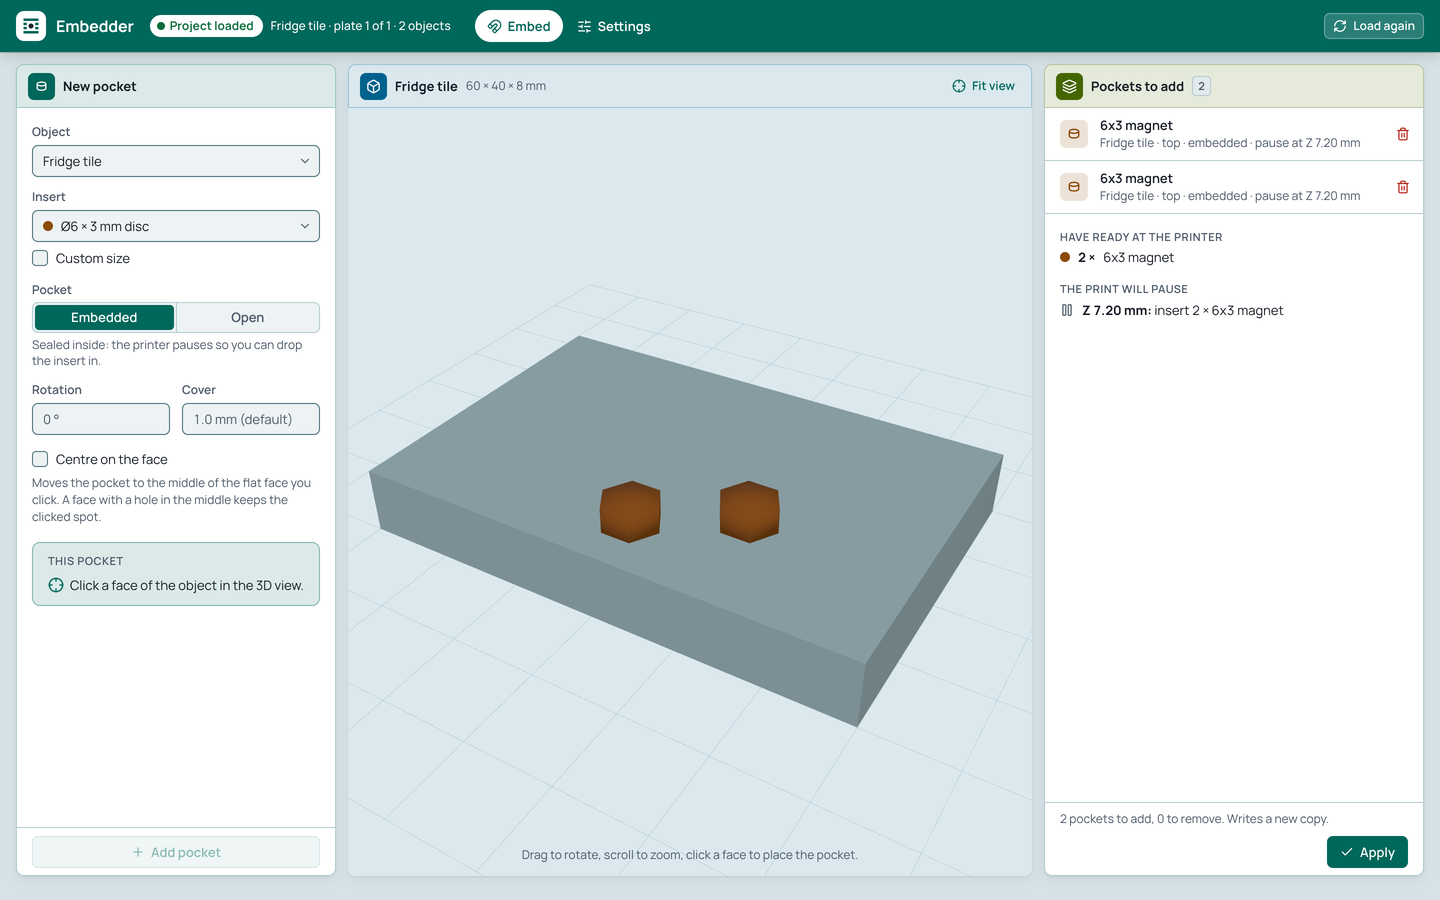 Embedder
Project loaded
Fridge tile · plate 1 of 1 · 2 objects
Embed
Settings
Load again
New pocket
Object
Fridge tile
Insert
Ø6 × 3 mm disc
Custom size
Pocket
Embedded
Open
Sealed inside: the printer pauses so you can drop
the insert in.
Rotation
Cover
0 °
1.0 mm (default)
Centre on the face
Moves the pocket to the middle of the flat face you
click. A face with a hole in the middle keeps the
clicked spot.
THIS POCKET
Click a face of the object in the 3D view.
Add pocket
Fridge tile
60 × 40 × 8 mm
Fit view
Drag to rotate, scroll to zoom, click a face to place the pocket.
Pockets to add
2
6x3 magnet
Fridge tile · top · embedded · pause at Z 7.20 mm
6x3 magnet
Fridge tile · top · embedded · pause at Z 7.20 mm
HAVE READY AT THE PRINTER
2 × 6x3 magnet
THE PRINT WILL PAUSE
Z 7.20 mm: insert 2 × 6x3 magnet
2 pockets to add, 0 to remove. Writes a new copy.
Apply